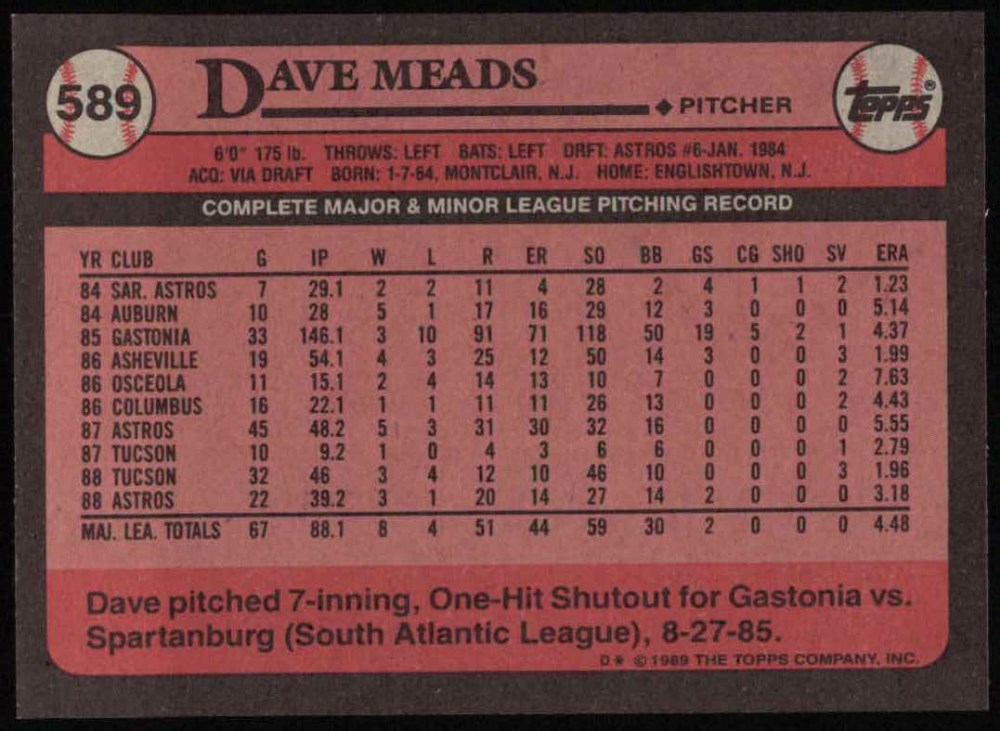 589
DAVE MEADS
◆ PITCHER
TOPPS®
6'0" 175 lb. THROWS: LEFT BATS: LEFT DRFT: ASTROS #6-JAN. 1984
ACQ: VIA DRAFT BORN: 1-7-64, MONTCLAIR, N.J. HOME: ENGLISHTOWN, N.J.
COMPLETE MAJOR & MINOR LEAGUE PITCHING RECORD
YR CLUB G IP W L R ER SO BB GS CG SHO SV ERA
84 SAR. ASTROS 7 29.1 2 2 11 4 28 2 4 1 1 2 1.23
84 AUBURN 10 28 5 1 17 16 29 12 3 0 0 0 5.14
85 GASTONIA 33 146.1 3 10 91 71 118 50 19 5 2 1 4.37
86 ASHEVILLE 19 54.1 4 3 25 12 50 14 3 0 0 3 1.99
86 OSCEOLA 11 15.1 2 4 14 13 10 7 0 0 0 2 7.63
86 COLUMBUS 16 22.1 1 1 11 11 26 13 0 0 0 2 4.43
87 ASTROS 45 48.2 5 3 31 30 32 16 0 0 0 0 5.55
87 TUCSON 10 9.2 1 0 4 3 6 6 0 0 0 1 2.79
88 TUCSON 32 46 3 4 12 10 46 10 0 0 0 3 1.96
88 ASTROS 22 39.2 3 1 20 14 27 14 2 0 0 0 3.18
MAJ. LEA. TOTALS 67 88.1 8 4 51 44 59 30 2 0 0 0 4.48
Dave pitched 7-inning, One-Hit Shutout for Gastonia vs.
Spartanburg (South Atlantic League), 8-27-85.
D* ©1989 THE TOPPS COMPANY, INC.